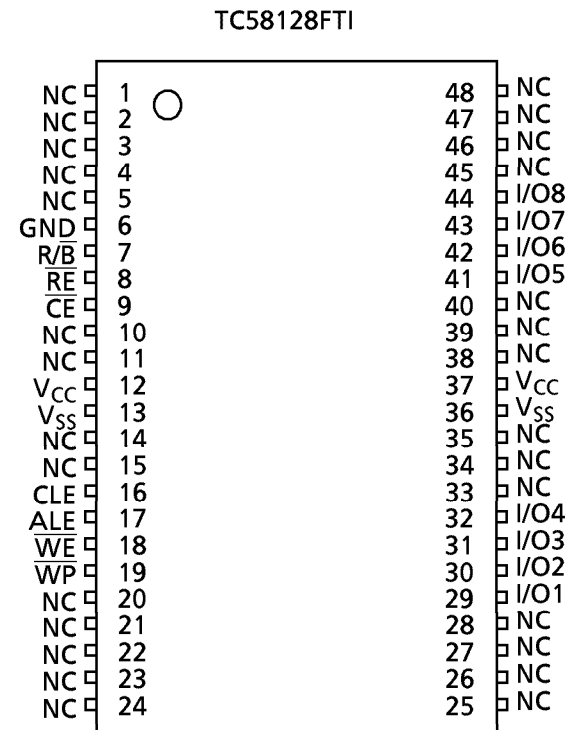 TC58128FTI
NC 1 48 NC
NC 2 47 NC
NC 3 46 NC
NC 4 45 NC
NC 5 44 I/O8
GND 6 43 I/O7
R/B̅ 7 42 I/O6
R̅E̅ 8 41 I/O5
C̅E̅ 9 40 NC
NC 10 39 NC
NC 11 38 NC
VCC 12 37 VCC
VSS 13 36 VSS
NC 14 35 NC
NC 15 34 NC
CLE 16 33 NC
ALE 17 32 I/O4
W̅E̅ 18 31 I/O3
W̅P̅ 19 30 I/O2
NC 20 29 I/O1
NC 21 28 NC
NC 22 27 NC
NC 23 26 NC
NC 24 25 NC